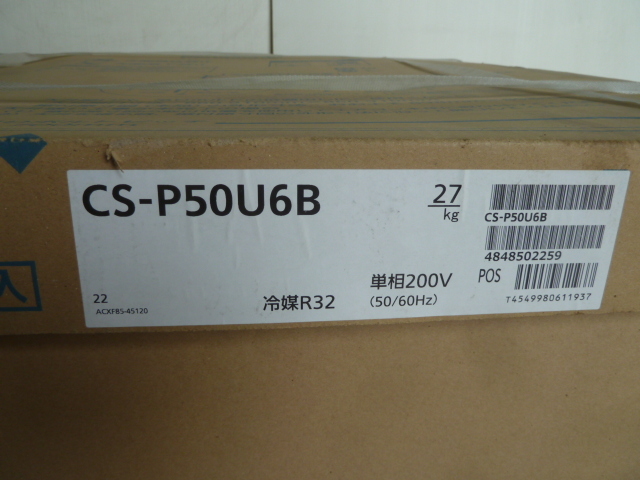 CS-P50U6B
27
kg
CS-P50U6B
4848502259
POS
T4549980611937
単相200V
(50/60Hz)
冷媒R32
22
ACXF85-45120
入